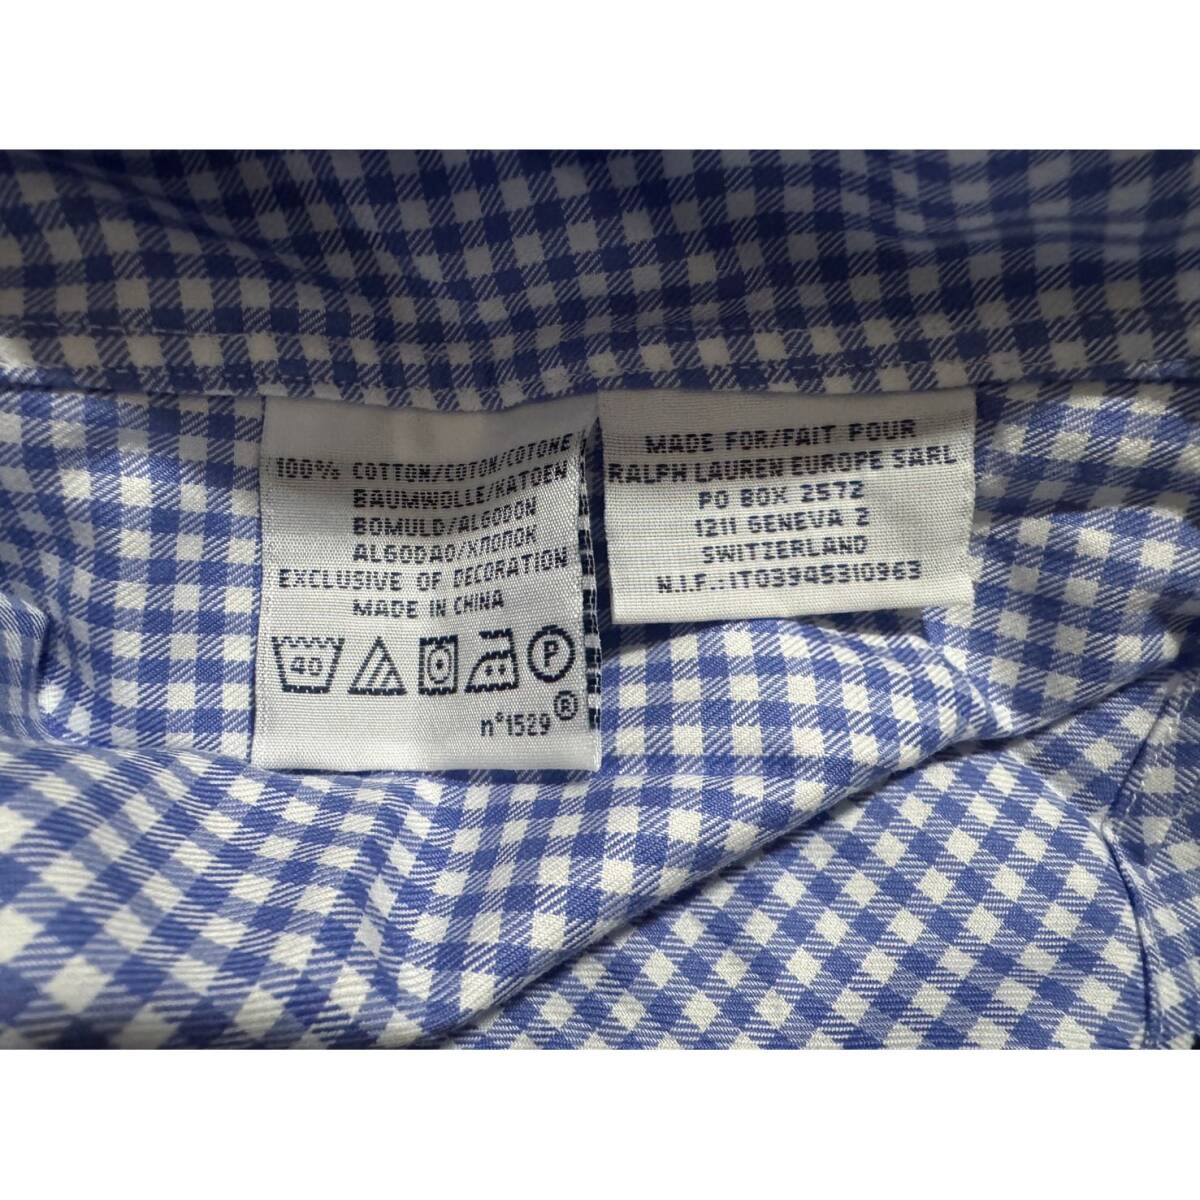 100% COTTON/COTON/COTONE
BAUMWOLLE/KATOEN
BOMULD/ALGODON
ALGODAO/ХЛОПОК
EXCLUSIVE OF DECORATION
MADE IN CHINA
40 P
n°1529 ®
MADE FOR/FAIT POUR
RALPH LAUREN EUROPE SARL
PO BOX 2572
1211 GENEVA 2
SWITZERLAND
N.I.F.:IT03945310963